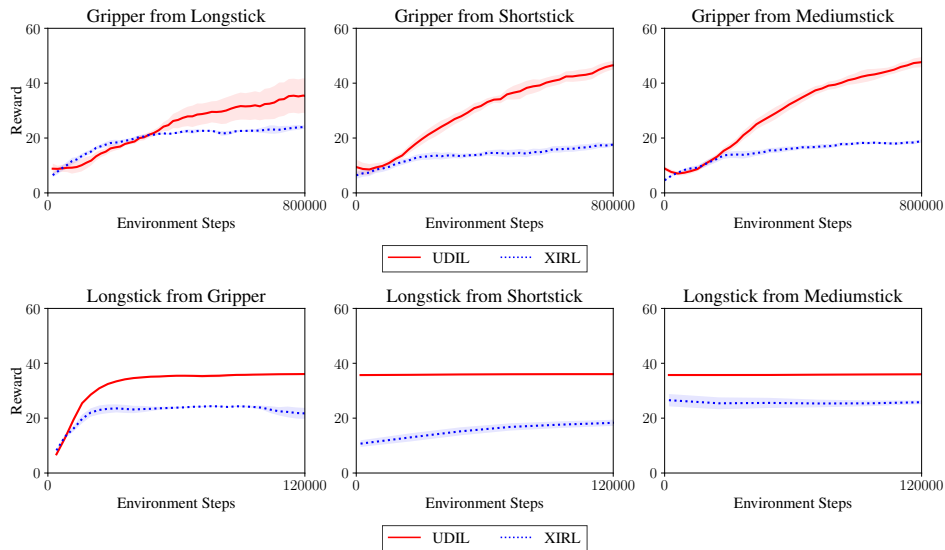 Gripper from Longstick
Gripper from Shortstick
Gripper from Mediumstick
Reward
60
40
20
0
0
800000
Environment Steps
60
40
20
0
0
800000
Environment Steps
60
40
20
0
0
800000
Environment Steps
UDIL
XIRL
Longstick from Gripper
Longstick from Shortstick
Longstick from Mediumstick
Reward
60
40
20
0
0
120000
Environment Steps
60
40
20
0
0
120000
Environment Steps
60
40
20
0
0
120000
Environment Steps
UDIL
XIRL